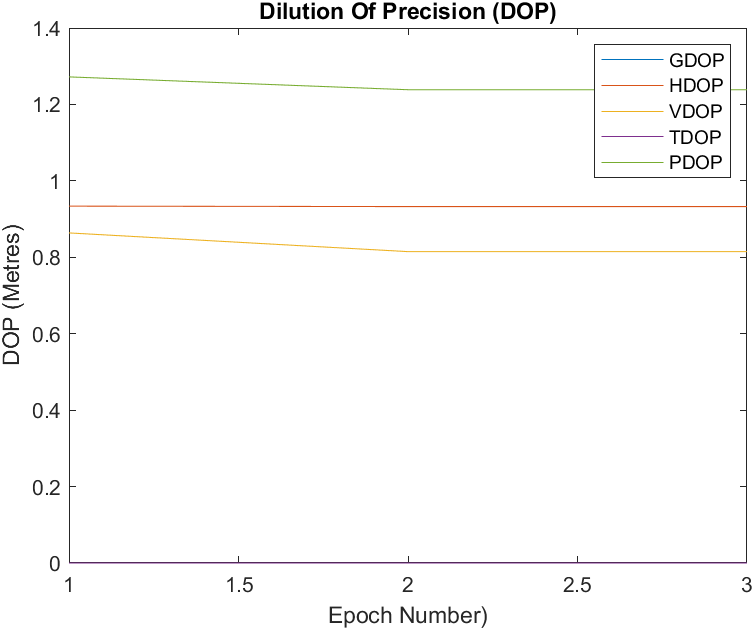 Dilution Of Precision (DOP)
1.4
1.2
1
0.8
0.6
0.4
0.2
0
DOP (Metres)
GDOP
HDOP
VDOP
TDOP
PDOP
1
1.5
2
2.5
3
Epoch Number)